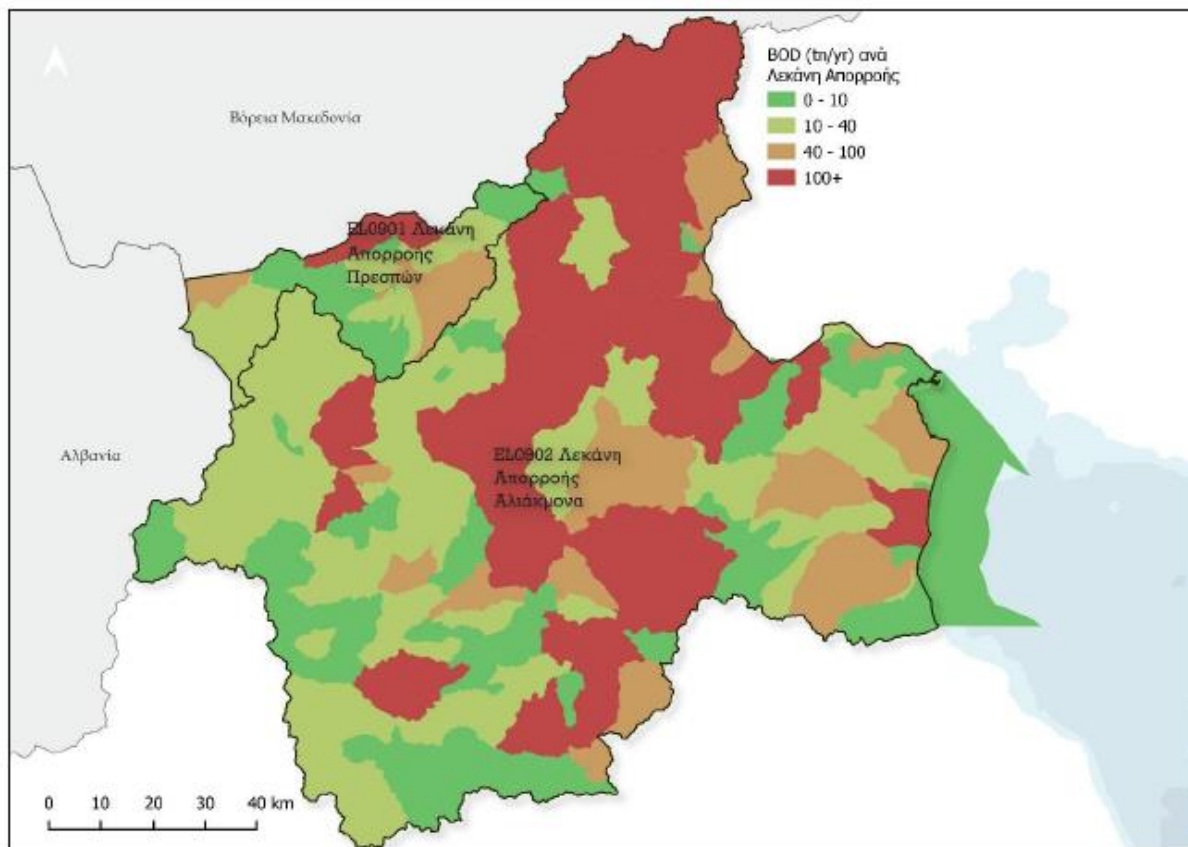 BOD (tn/yr) ανά
Λεκάνη Απορροής
0 - 10
10 - 40
40 - 100
100+
Βόρεια Μακεδονία
EL0901 Λεκάνη
Απορροής
Πρεσπών
Αλβανία
EL0902 Λεκάνη
Απορροής
Αλιάκμονα
0 10 20 30 40 km